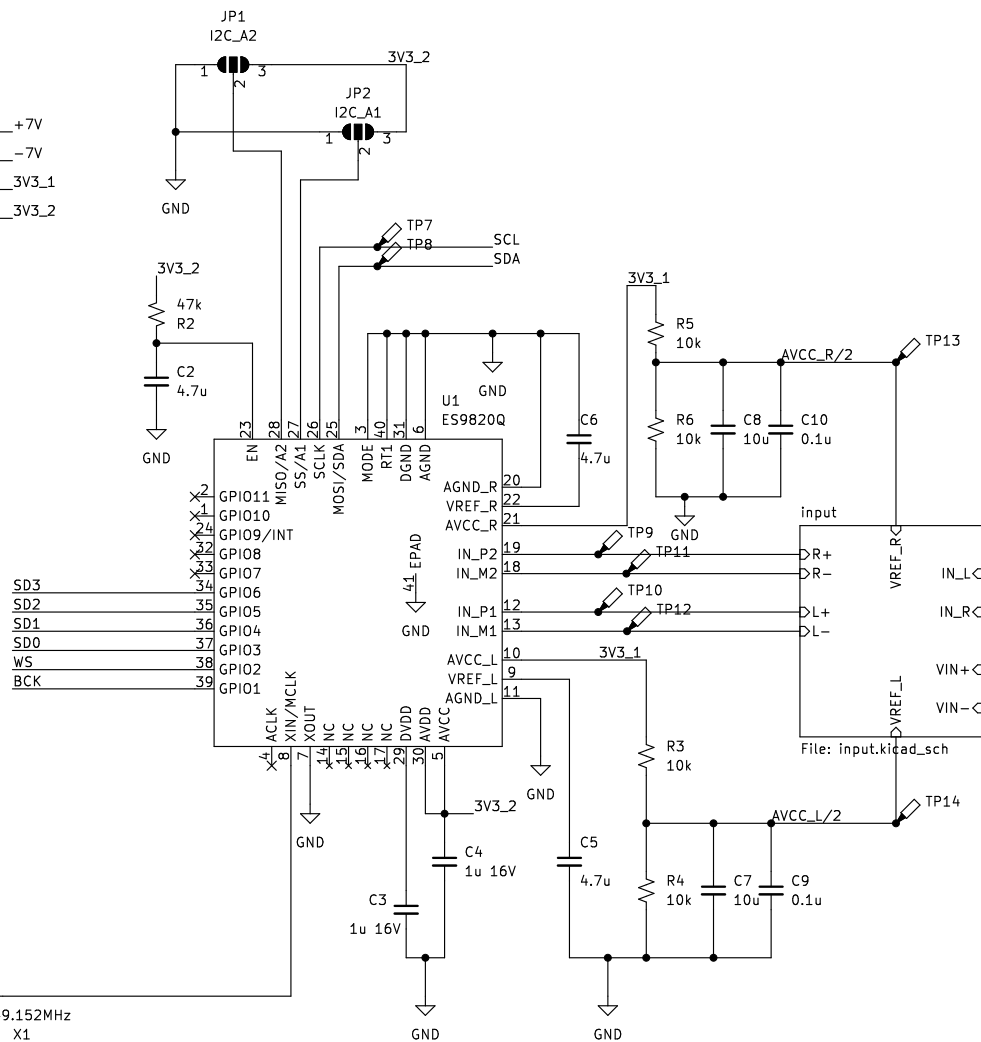 JP1
I2C_A2
1
2
3
3V3_2
JP2
I2C_A1
1
2
3
+7V
-7V
3V3_1
3V3_2
GND
TP7
SCL
TP8
SDA
3V3_2
47k
R2
C2
4.7u
GND
3V3_1
R5
10k
AVCC_R/2
TP13
R6
10k
C8
10u
C10
0.1u
GND
GND
C6
4.7u
U1
ES9820Q
23
28
27
26
25
3
40
31
6
EN
MISO/A2
SS/A1
SCLK
MOSI/SDA
MODE
RT1
DGND
AGND
2 GPIO11
1 GPIO10
24 GPIO9/INT
32 GPIO8
33 GPIO7
SD3 34 GPIO6
SD2 35 GPIO5
SD1 36 GPIO4
SD0 37 GPIO3
WS 38 GPIO2
BCK 39 GPIO1
AGND_R 20
VREF_R 22
AVCC_R 21
IN_P2 19
IN_M2 18
IN_P1 12
IN_M1 13
AVCC_L 10
VREF_L 9
AGND_L 11
EPAD
41
GND
TP9
TP11
TP10
TP12
input
R+
R-
L+
L-
VREF_R
VREF_L
IN_L
IN_R
VIN+
VIN-
File: input.kicad_sch
ACLK
XIN/MCLK
XOUT
NC
NC
NC
NC
DVDD
AVDD
AVCC
4
8
7
14
15
16
17
29
30
5
GND
3V3_1
GND
R3
10k
3V3_2
AVCC_L/2
TP14
C4
1u 16V
C3
1u 16V
C5
4.7u
R4
10k
C7
10u
C9
0.1u
GND
GND
9.152MHz
X1